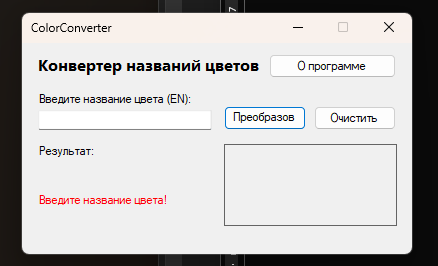 ColorConverter
Конвертер названий цветов
О программе
Введите название цвета (EN):
Преобразов
Очистить
Результат:
Введите название цвета!